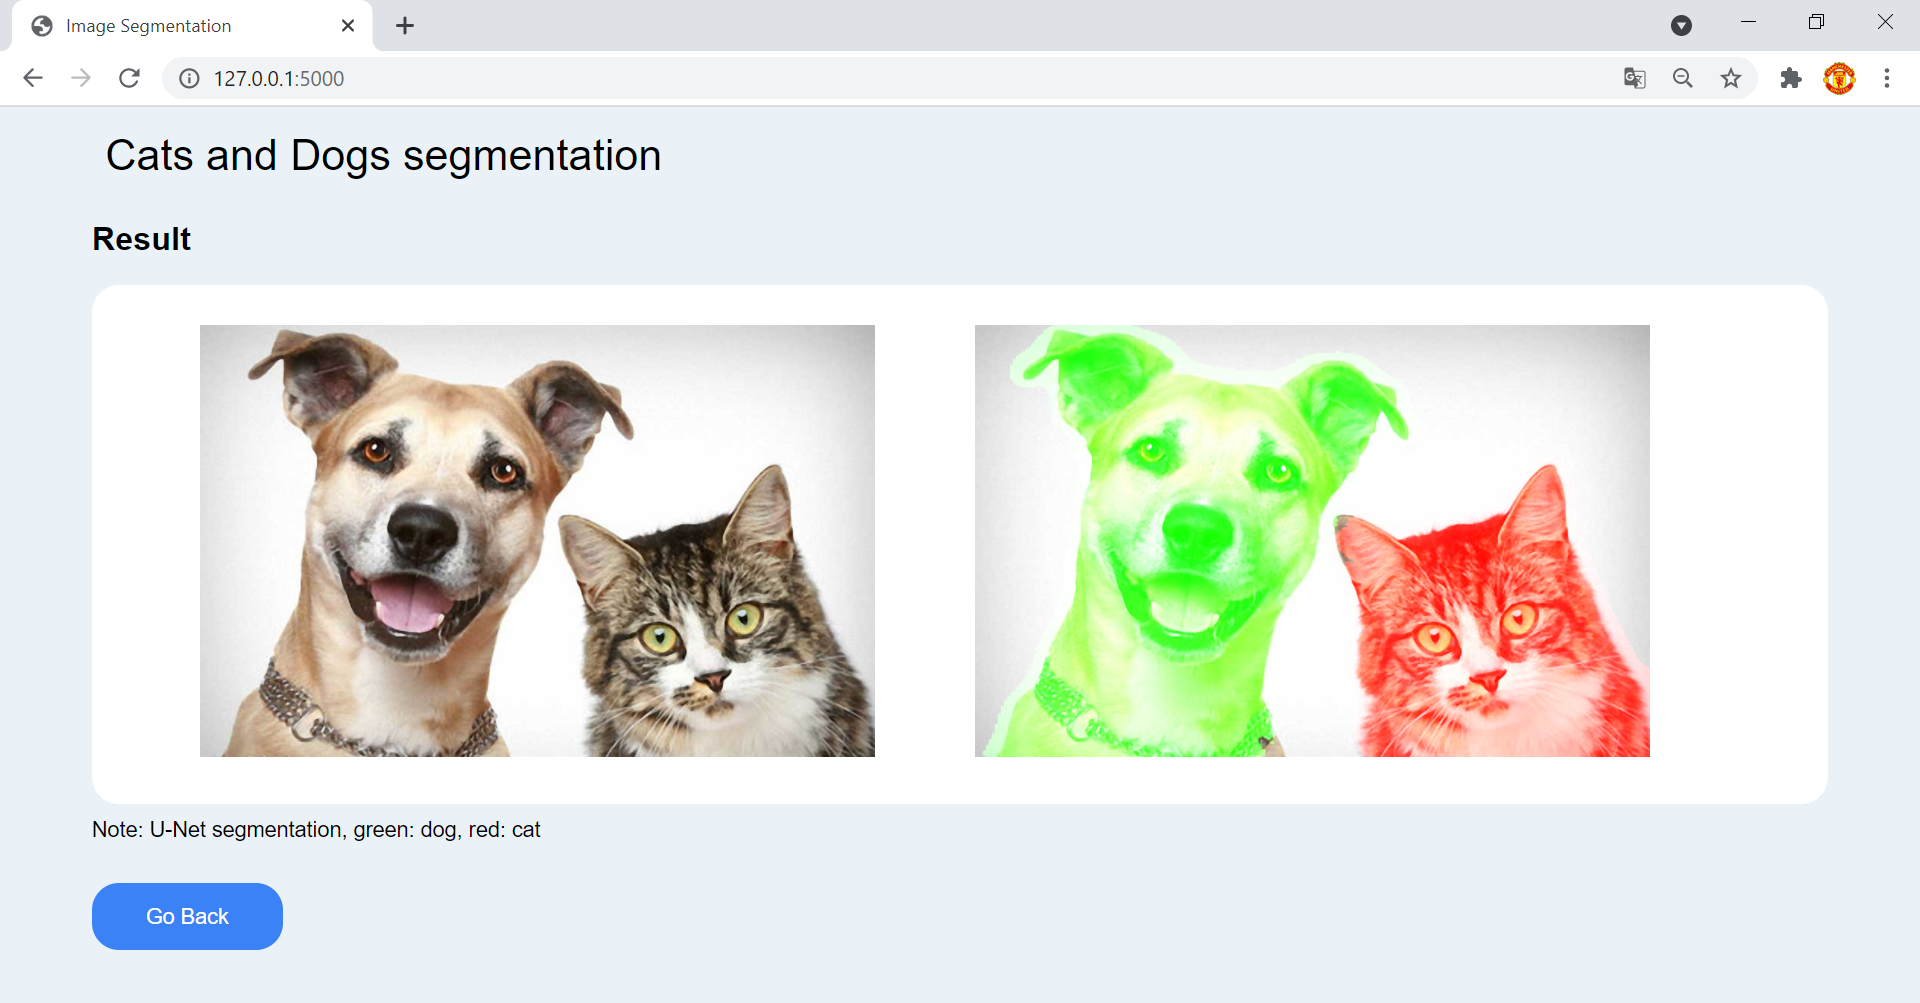 Image Segmentation
127.0.0.1:5000
Cats and Dogs segmentation
Result
Note: U-Net segmentation, green: dog, red: cat
Go Back